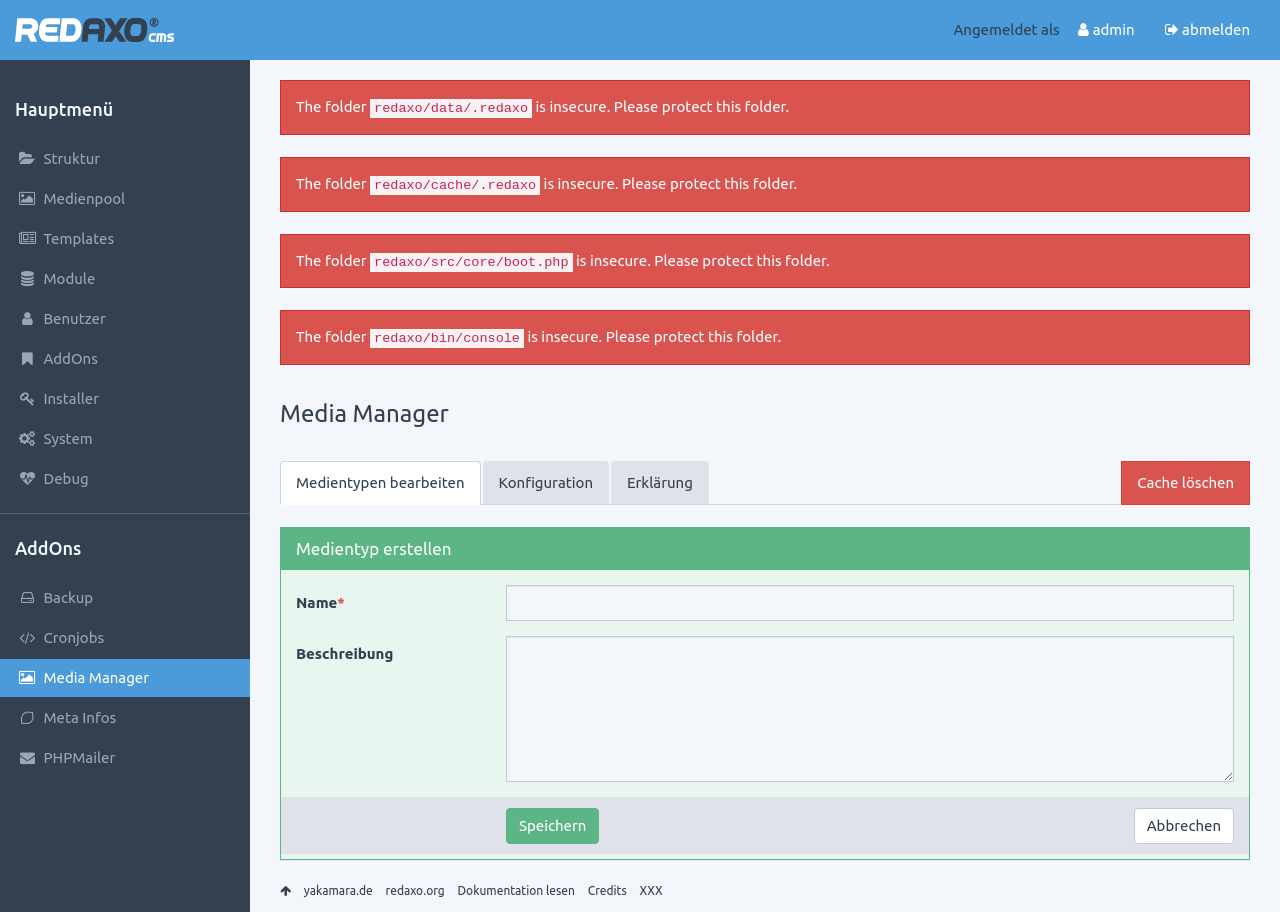 REDAXO® cms
Angemeldet als admin abmelden
Hauptmenü
Struktur
Medienpool
Templates
Module
Benutzer
AddOns
Installer
System
Debug
AddOns
Backup
Cronjobs
Media Manager
Meta Infos
PHPMailer
The folder redaxo/data/.redaxo is insecure. Please protect this folder.
The folder redaxo/cache/.redaxo is insecure. Please protect this folder.
The folder redaxo/src/core/boot.php is insecure. Please protect this folder.
The folder redaxo/bin/console is insecure. Please protect this folder.
Media Manager
Medientypen bearbeiten Konfiguration Erklärung Cache löschen
Medientyp erstellen
Name*
Beschreibung
Speichern Abbrechen
yakamara.de redaxo.org Dokumentation lesen Credits XXX